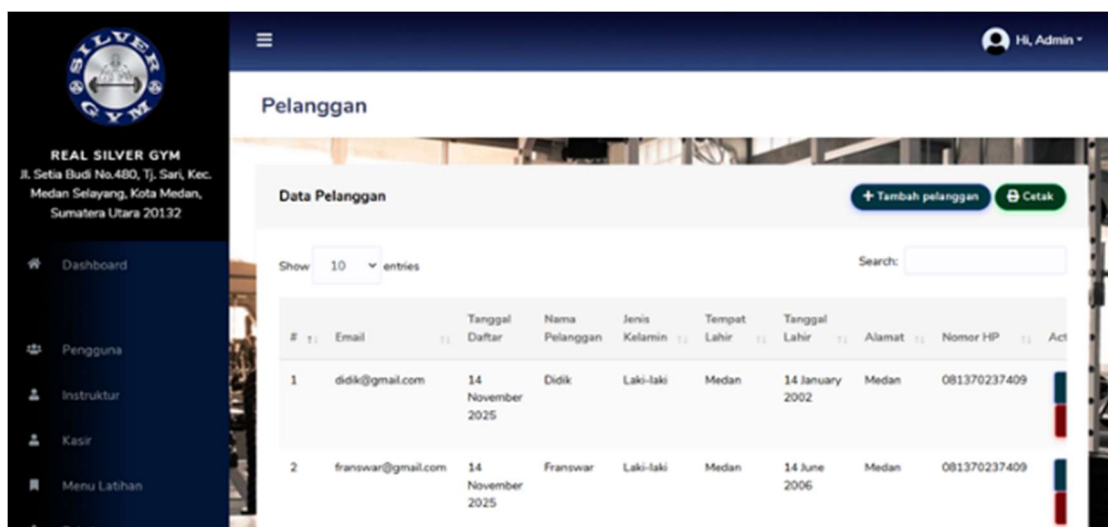 SILVER
GYM
REAL SILVER GYM
Jl. Setia Budi No.480, Tj. Sari, Kec.
Medan Selayang, Kota Medan,
Sumatera Utara 20132
Dashboard
Pengguna
Instruktur
Kasir
Menu Latihan
Hi, Admin
Pelanggan
Data Pelanggan
+ Tambah pelanggan
Cetak
Show 10 entries
Search:
# Email Tanggal Daftar Nama Pelanggan Jenis Kelamin Tempat Lahir Tanggal Lahir Alamat Nomor HP Act
1 didik@gmail.com 14 November 2025 Didik Laki-laki Medan 14 January 2002 Medan 081370237409
2 franswar@gmail.com 14 November 2025 Franswar Laki-laki Medan 14 June 2006 Medan 081370237409